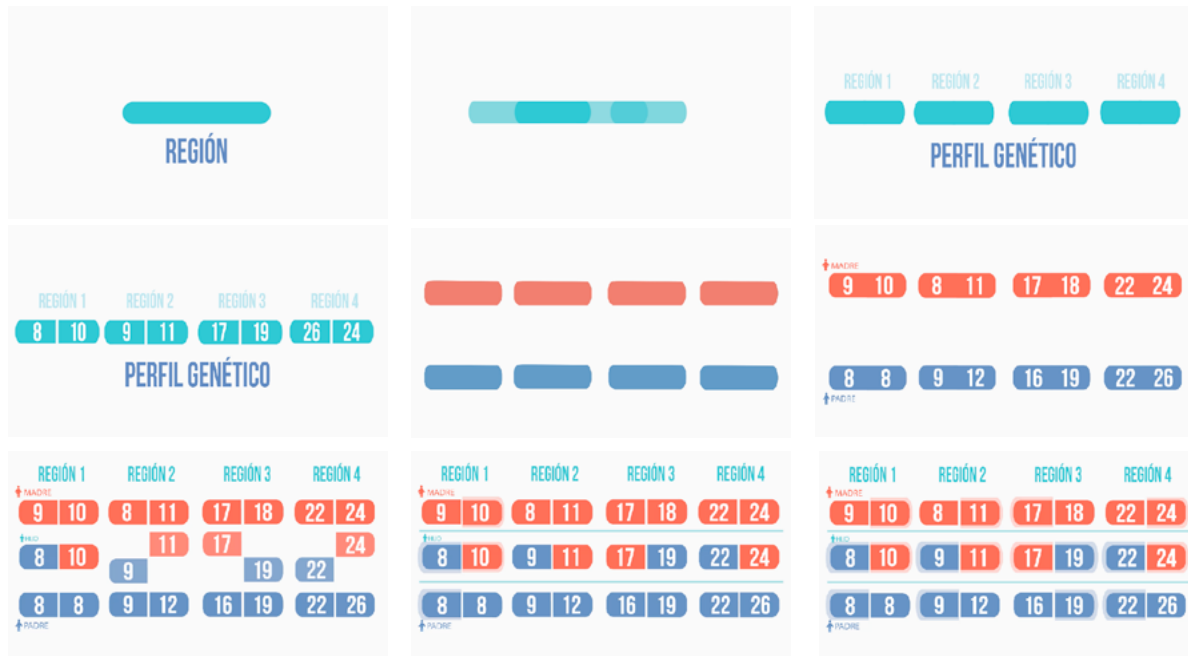 REGIÓN
REGIÓN 1 REGIÓN 2 REGIÓN 3 REGIÓN 4
PERFIL GENÉTICO
REGIÓN 1 REGIÓN 2 REGIÓN 3 REGIÓN 4
8 10 9 11 17 19 26 24
PERFIL GENÉTICO
MADRE
9 10 8 11 17 18 22 24
8 8 9 12 16 19 22 26
PADRE
REGIÓN 1 REGIÓN 2 REGIÓN 3 REGIÓN 4
MADRE
9 10 8 11 17 18 22 24
HIJO
11 17 24
8 10
9 19 22
8 8 9 12 16 19 22 26
PADRE
REGIÓN 1 REGIÓN 2 REGIÓN 3 REGIÓN 4
MADRE
9 10 8 11 17 18 22 24
HIJO
8 10 9 11 17 19 22 24
8 8 9 12 16 19 22 26
PADRE
REGIÓN 1 REGIÓN 2 REGIÓN 3 REGIÓN 4
MADRE
9 10 8 11 17 18 22 24
HIJO
8 10 9 11 17 19 22 24
8 8 9 12 16 19 22 26
PADRE